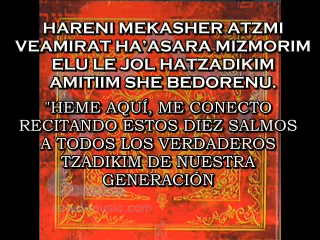 HARENI MEKASHER ATZMI
VEAMIRAT HA'ASARA MIZMORIM
ELU LE JOL HATZADIKIM
AMITIIM SHE BEDORENU.
"HEME AQUÍ, ME CONECTO
RECITANDO ESTOS DIEZ SALMOS
A TODOS LOS VERDADEROS
TZADIKIM DE NUESTRA
GENERACIÓN